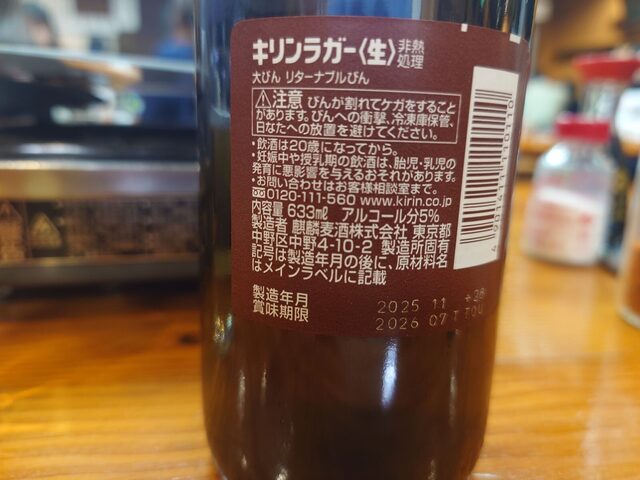 キリンラガー〈生〉非熱処理
大びん リターナブルびん
⚠注意 びんが割れてケガをすること
があります。びんへの衝撃、冷凍庫保管、
日なたへの放置を避けてください。
・飲酒は20歳になってから。
・妊娠中や授乳期の飲酒は、胎児・乳児の
発育に悪影響を与えるおそれがあります。
・お問い合わせはお客様相談室まで。
0120-111-560 www.kirin.co.jp
内容量 633㎖ アルコール分5%
製造者 麒麟麦酒株式会社 東京都
中野区中野4-10-2 製造所固有
記号は製造年月の後に、原材料名
はメインラベルに記載
製造年月 2025 11
賞味期限 2026 07